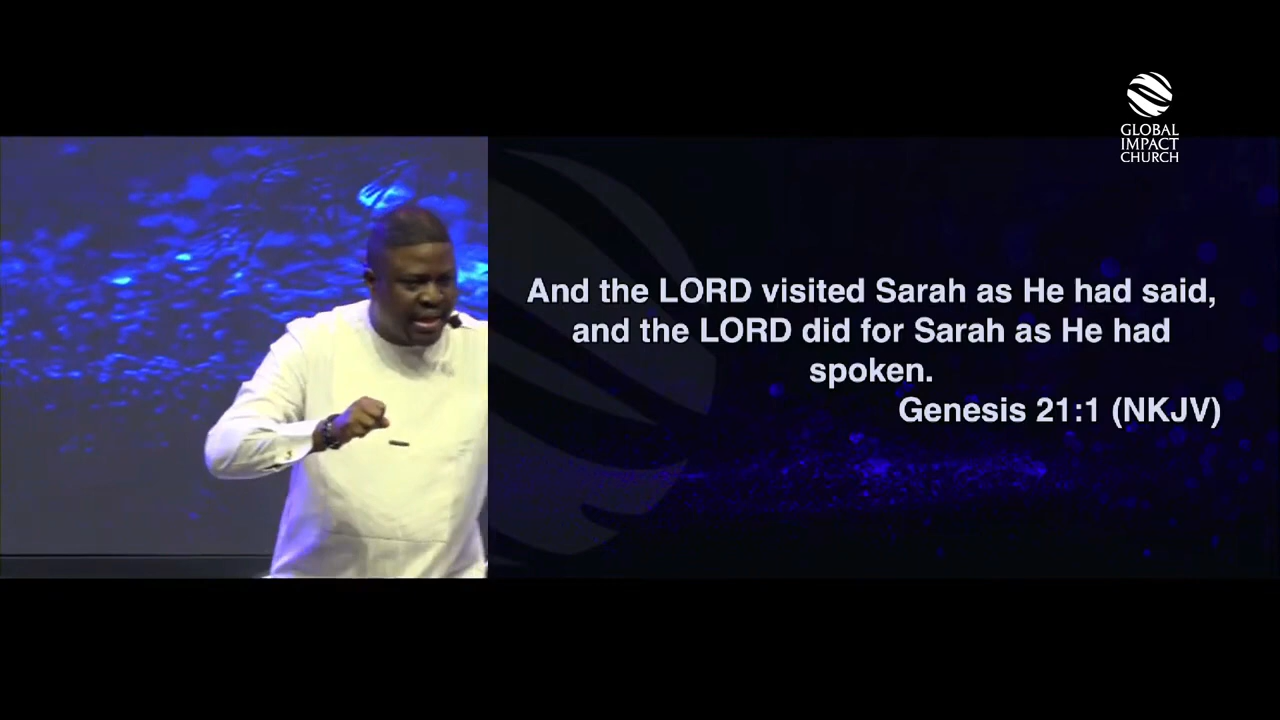 GLOBAL
IMPACT
CHURCH
And the LORD visited Sarah as He had said,
and the LORD did for Sarah as He had
spoken.
Genesis 21:1 (NKJV)